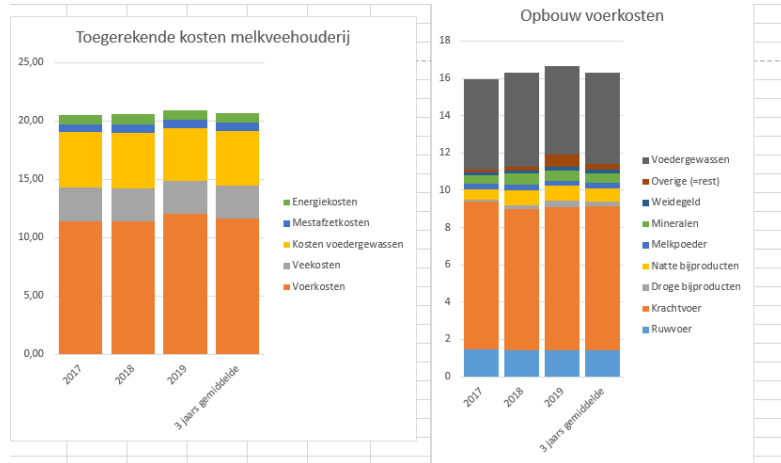 Toegerekende kosten melkveehouderij
25,00
20,00
15,00
10,00
5,00
0,00
2017
2018
2019
3 jaars gemiddelde
Energiekosten
Mestafzetkosten
Kosten voedergewassen
Veekosten
Voerkosten
Opbouw voerkosten
18
16
14
12
10
8
6
4
2
0
2017
2018
2019
3 jaars gemiddelde
Voedergewassen
Overige (=rest)
Weidegeld
Mineralen
Melkpoeder
Natte bijproducten
Droge bijproducten
Krachtvoer
Ruwvoer